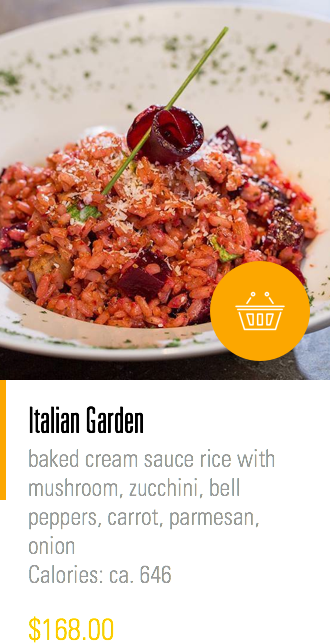 Italian Garden
baked cream sauce rice with
mushroom, zucchini, bell
peppers, carrot, parmesan,
onion
Calories: ca. 646
$168.00